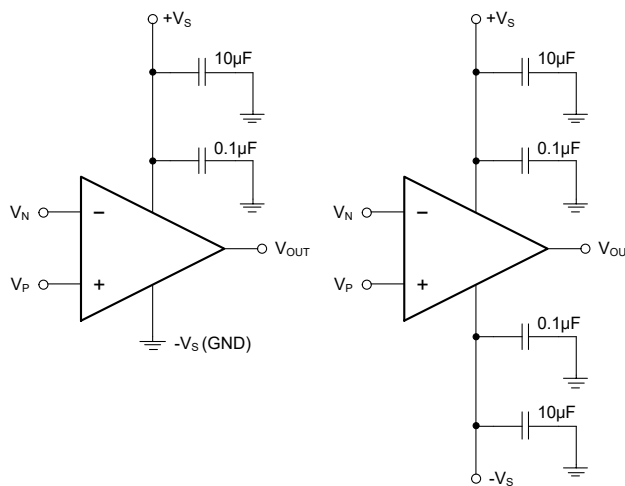 +VS
10µF
0.1µF
VN
−
VOUT
VP
+
-VS (GND)
+VS
10µF
0.1µF
VN
−
VOU
VP
+
0.1µF
10µF
-VS